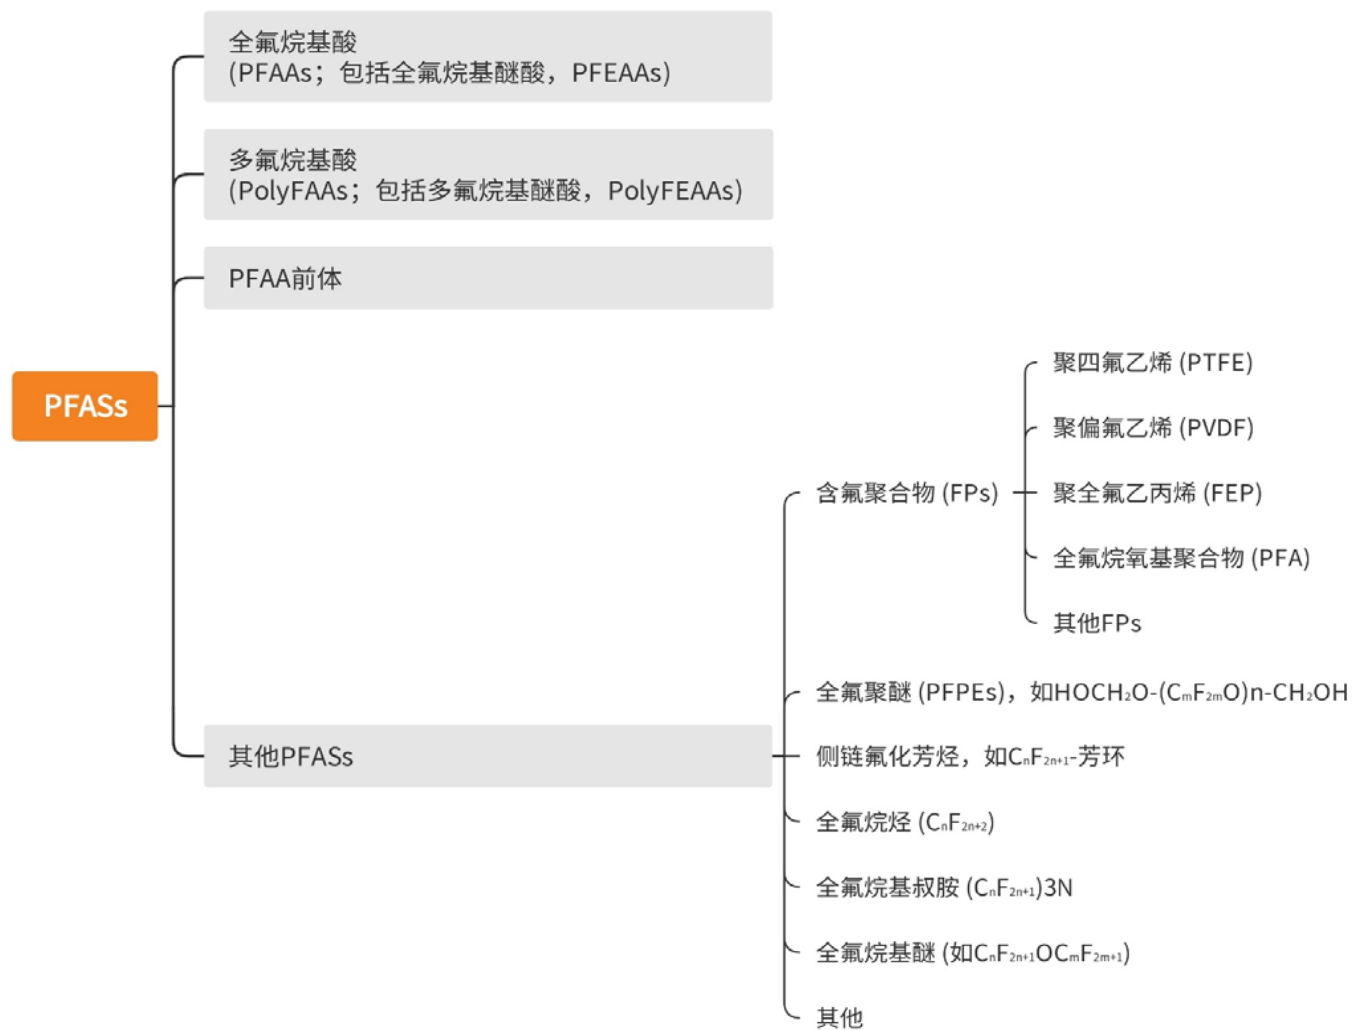 全氟烷基酸
(PFAAs；包括全氟烷基醚酸，PFEAAs)
多氟烷基酸
(PolyFAAs；包括多氟烷基醚酸，PolyFEAAs)
PFAA前体
PFASs
其他PFASs
含氟聚合物 (FPs)
聚四氟乙烯 (PTFE)
聚偏氟乙烯 (PVDF)
聚全氟乙丙烯 (FEP)
全氟烷氧基聚合物 (PFA)
其他FPs
全氟聚醚 (PFPEs)，如HOCH₂O-(CₘF₂ₘO)n-CH₂OH
侧链氟化芳烃，如CₙF₂ₙ₊₁-芳环
全氟烷烃 (CₙF₂ₙ₊₂)
全氟烷基叔胺 (CₙF₂ₙ₊₁)3N
全氟烷基醚 (如CₙF₂ₙ₊₁OCₘF₂ₘ₊₁)
其他